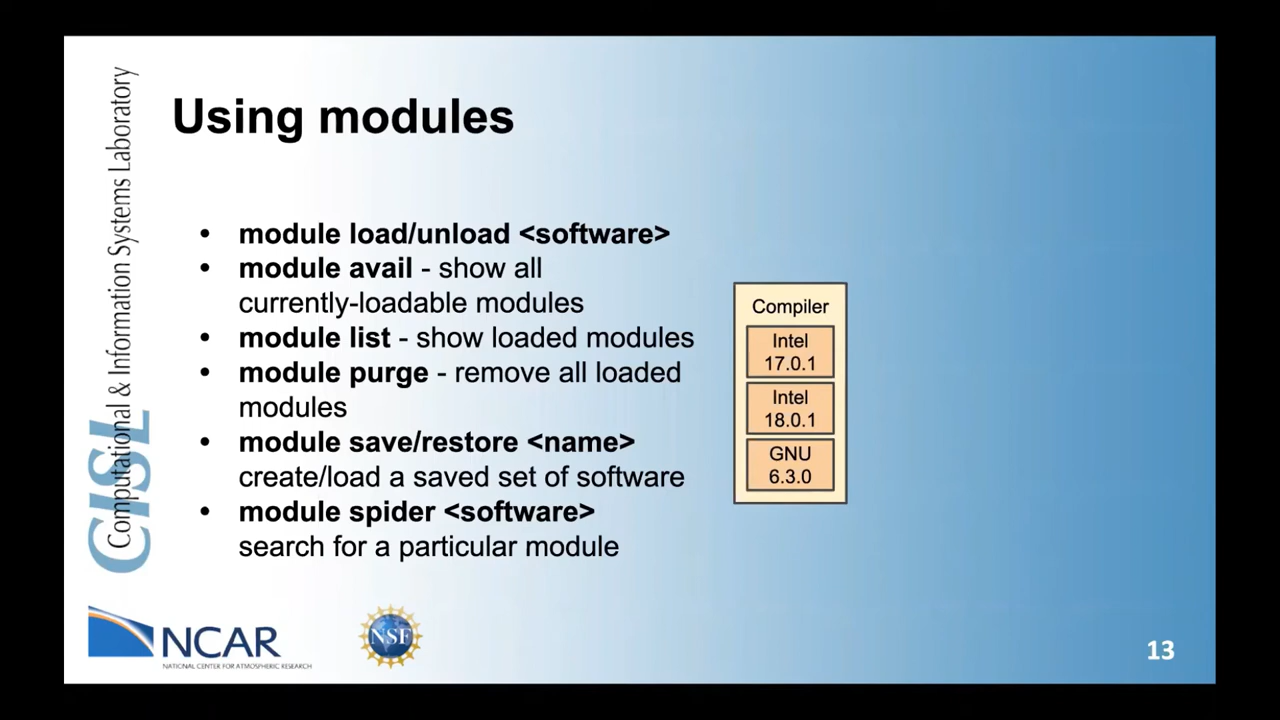 Computational & Information Systems Laboratory
CISL
Using modules
• module load/unload <software>
• module avail - show all
currently-loadable modules
• module list - show loaded modules
• module purge - remove all loaded
modules
• module save/restore <name>
create/load a saved set of software
• module spider <software>
search for a particular module
Compiler
Intel
17.0.1
Intel
18.0.1
GNU
6.3.0
NCAR
NATIONAL CENTER FOR ATMOSPHERIC RESEARCH
NSF
13